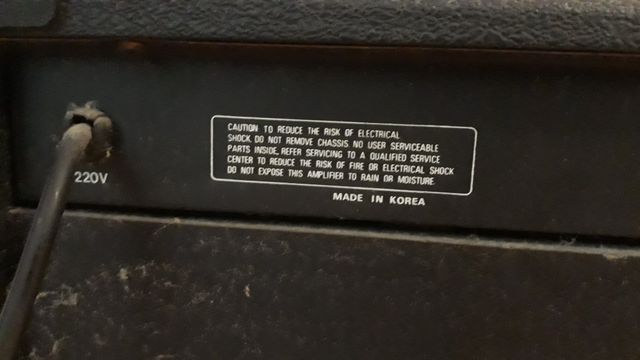 CAUTION TO REDUCE THE RISK OF ELECTRICAL
SHOCK, DO NOT REMOVE CHASSIS. NO USER SERVICEABLE
PARTS INSIDE. REFER SERVICING TO A QUALIFIED SERVICE
CENTER TO REDUCE THE RISK OF FIRE OR ELECTRICAL SHOCK
DO NOT EXPOSE THIS AMPLIFIER TO RAIN OR MOISTURE.
220V
MADE IN KOREA